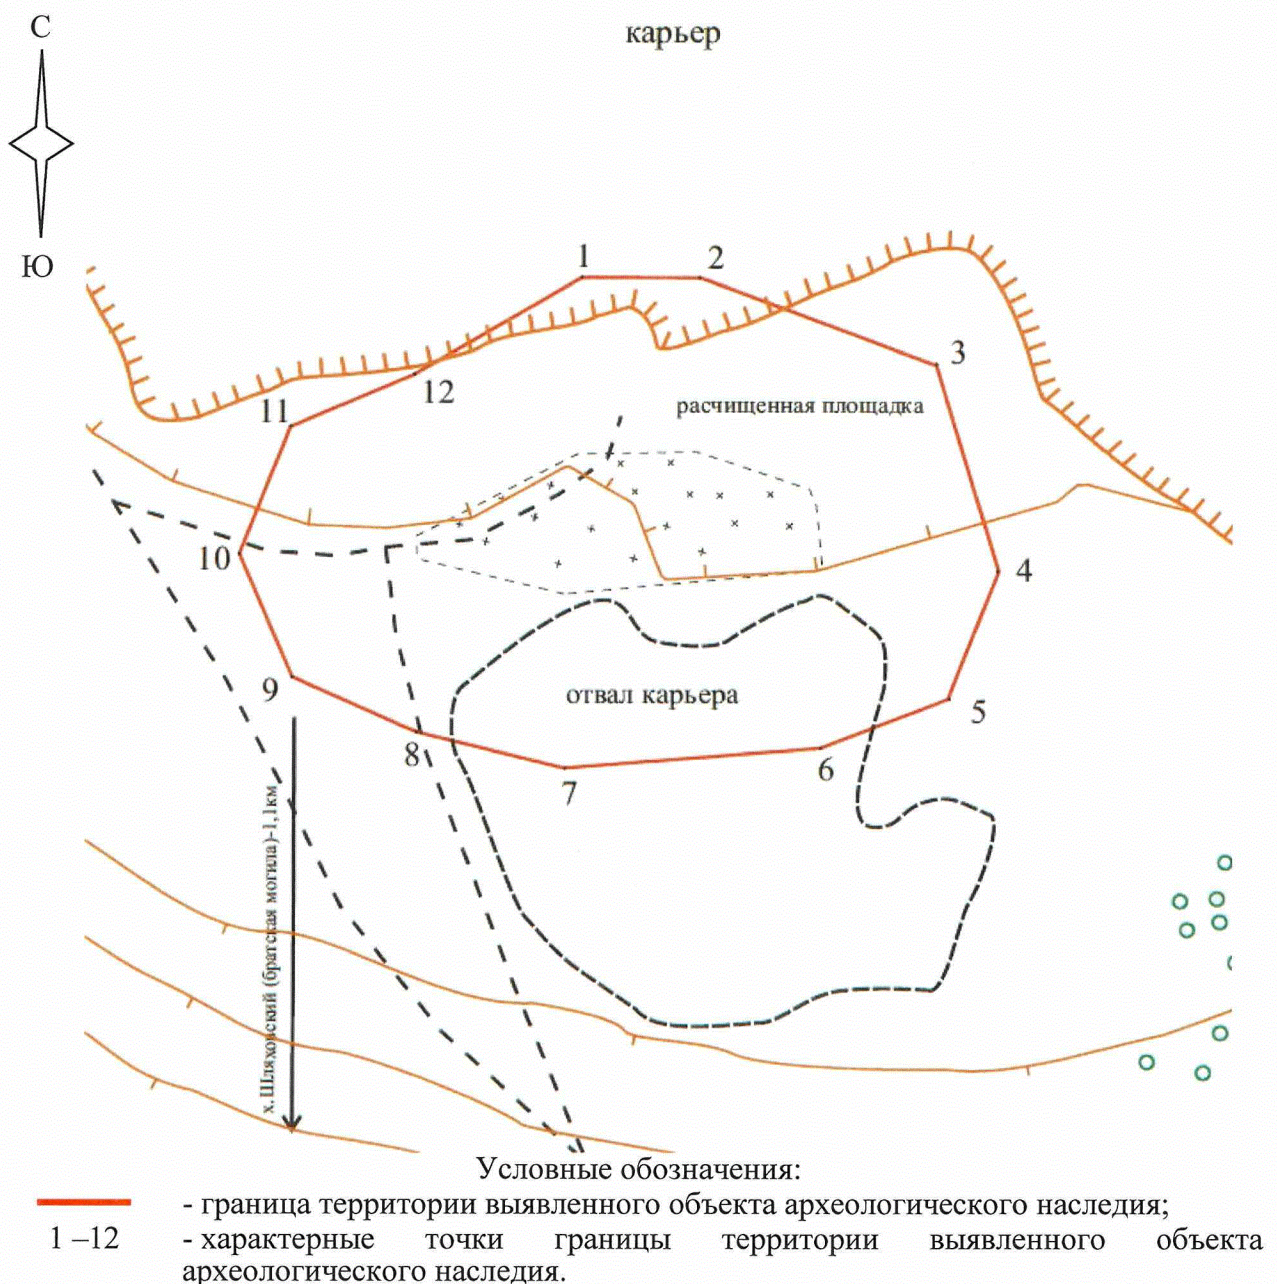 С
карьер
Ю
1
2
3
12
11
расчищенная площадка
10
4
9
отвал карьера
5
8
6
7
х.Шляховский (братская могила)-1,1км
Условные обозначения:
- граница территории выявленного объекта археологического наследия;
1 –12 - характерные точки границы территории выявленного объекта
археологического наследия.